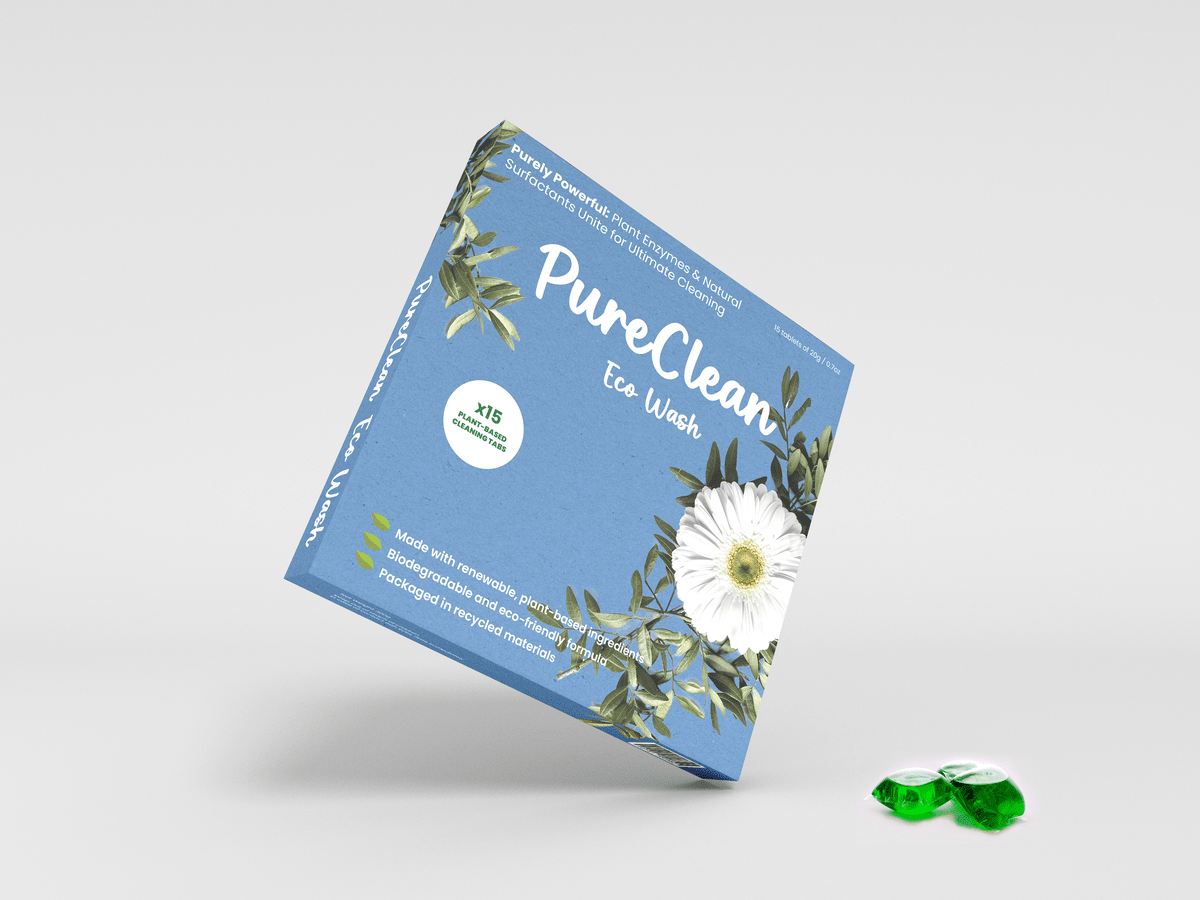 Purely Powerful: Plant Enzymes & Natural
Surfactants Unite for Ultimate Cleaning
15 tablets of 20g / 0.7oz
PureClean
Eco Wash
x15
PLANT-BASED
CLEANING TABS
Made with renewable, plant-based ingredients
Biodegradable and eco-friendly formula
Packaged in recycled materials
PureClean Eco Wash